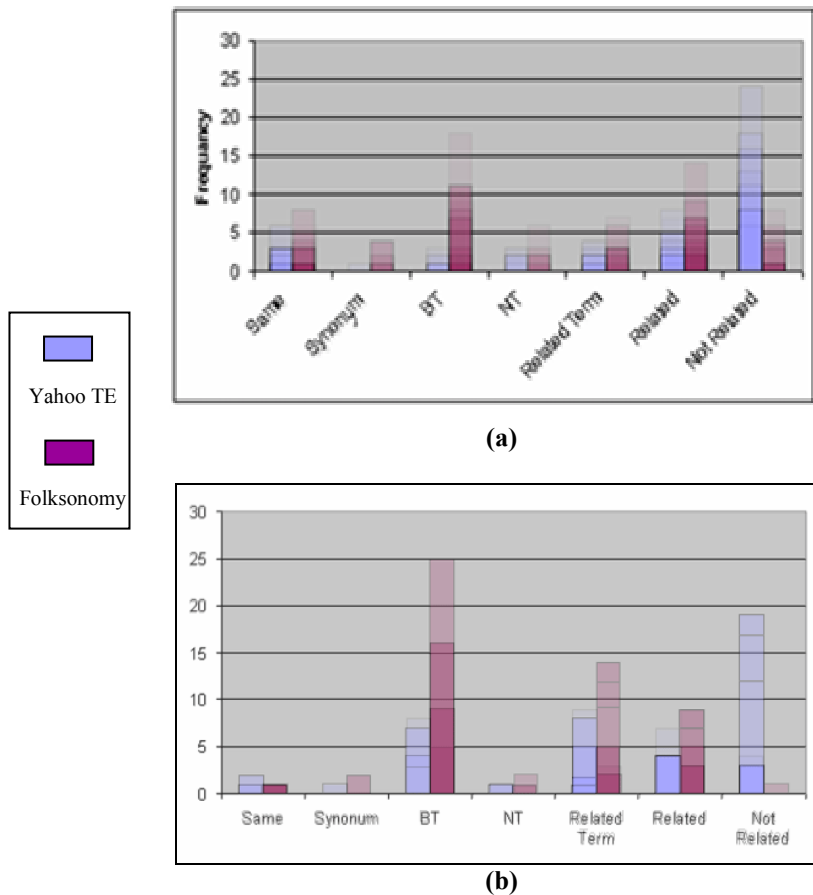 30
25
20
15
10
5
0
Frequancy
Same
Synonum
BT
NT
Related Term
Related
Not Related
(a)
Yahoo TE
Folksonomy
30
25
20
15
10
5
0
Same
Synonum
BT
NT
Related
Term
Related
Not
Related
(b)